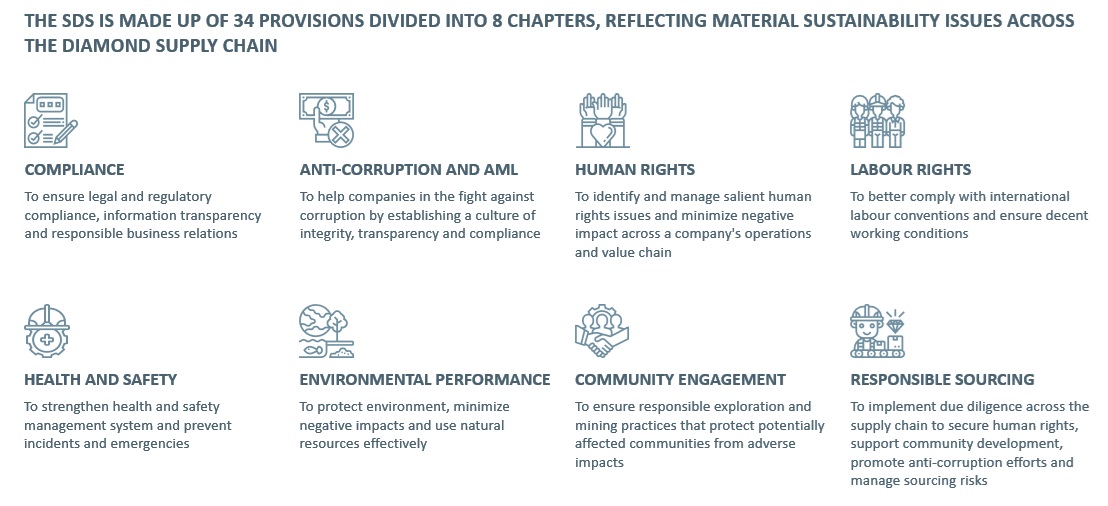 THE SDS IS MADE UP OF 34 PROVISIONS DIVIDED INTO 8 CHAPTERS, REFLECTING MATERIAL SUSTAINABILITY ISSUES ACROSS
THE DIAMOND SUPPLY CHAIN
COMPLIANCE
To ensure legal and regulatory
compliance, information transparency
and responsible business relations
ANTI-CORRUPTION AND AML
To help companies in the fight against
corruption by establishing a culture of
integrity, transparency and compliance
HUMAN RIGHTS
To identify and manage salient human
rights issues and minimize negative
impact across a company's operations
and value chain
LABOUR RIGHTS
To better comply with international
labour conventions and ensure decent
working conditions
HEALTH AND SAFETY
To strengthen health and safety
management system and prevent
incidents and emergencies
ENVIRONMENTAL PERFORMANCE
To protect environment, minimize
negative impacts and use natural
resources effectively
COMMUNITY ENGAGEMENT
To ensure responsible exploration and
mining practices that protect potentially
affected communities from adverse
impacts
RESPONSIBLE SOURCING
To implement due diligence across the
supply chain to secure human rights,
support community development,
promote anti-corruption efforts and
manage sourcing risks